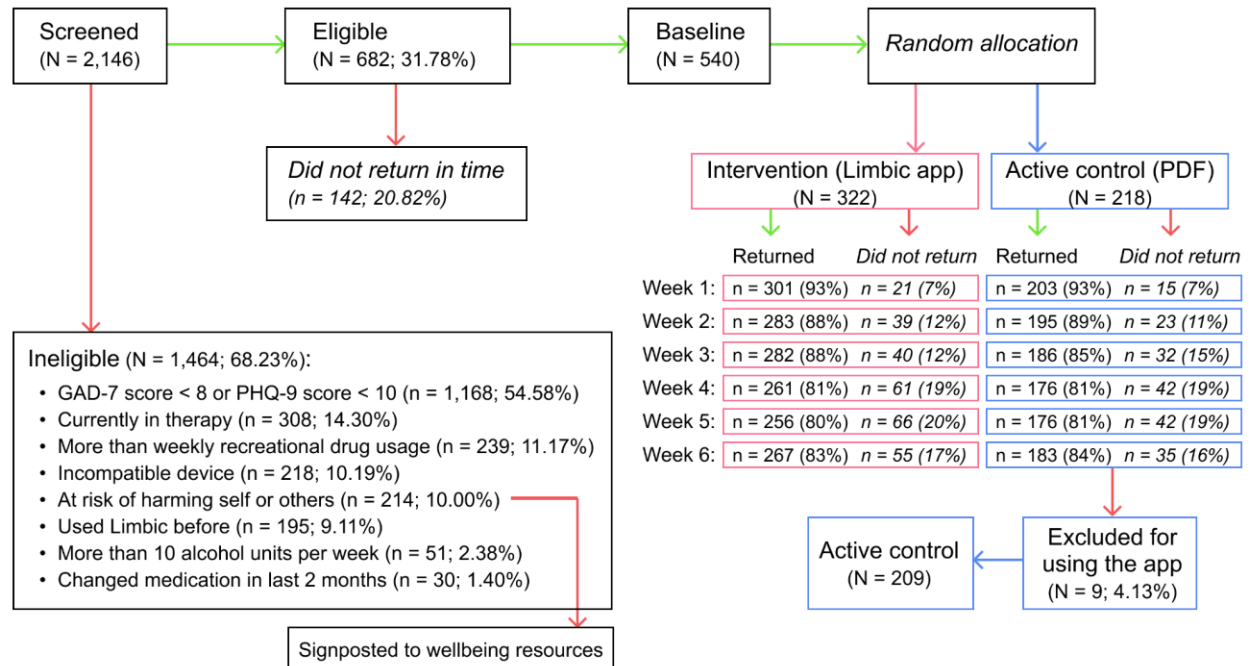 Screened
(N = 2,146)
Eligible
(N = 682; 31.78%)
Baseline
(N = 540)
Random allocation
Did not return in time
(n = 142; 20.82%)
Intervention (Limbic app)
(N = 322)
Active control (PDF)
(N = 218)
Returned Did not return Returned Did not return
Week 1: n = 301 (93%) n = 21 (7%) n = 203 (93%) n = 15 (7%)
Week 2: n = 283 (88%) n = 39 (12%) n = 195 (89%) n = 23 (11%)
Week 3: n = 282 (88%) n = 40 (12%) n = 186 (85%) n = 32 (15%)
Week 4: n = 261 (81%) n = 61 (19%) n = 176 (81%) n = 42 (19%)
Week 5: n = 256 (80%) n = 66 (20%) n = 176 (81%) n = 42 (19%)
Week 6: n = 267 (83%) n = 55 (17%) n = 183 (84%) n = 35 (16%)
Ineligible (N = 1,464; 68.23%):
• GAD-7 score < 8 or PHQ-9 score < 10 (n = 1,168; 54.58%)
• Currently in therapy (n = 308; 14.30%)
• More than weekly recreational drug usage (n = 239; 11.17%)
• Incompatible device (n = 218; 10.19%)
• At risk of harming self or others (n = 214; 10.00%)
• Used Limbic before (n = 195; 9.11%)
• More than 10 alcohol units per week (n = 51; 2.38%)
• Changed medication in last 2 months (n = 30; 1.40%)
Signposted to wellbeing resources
Active control
(N = 209)
Excluded for
using the app
(N = 9; 4.13%)